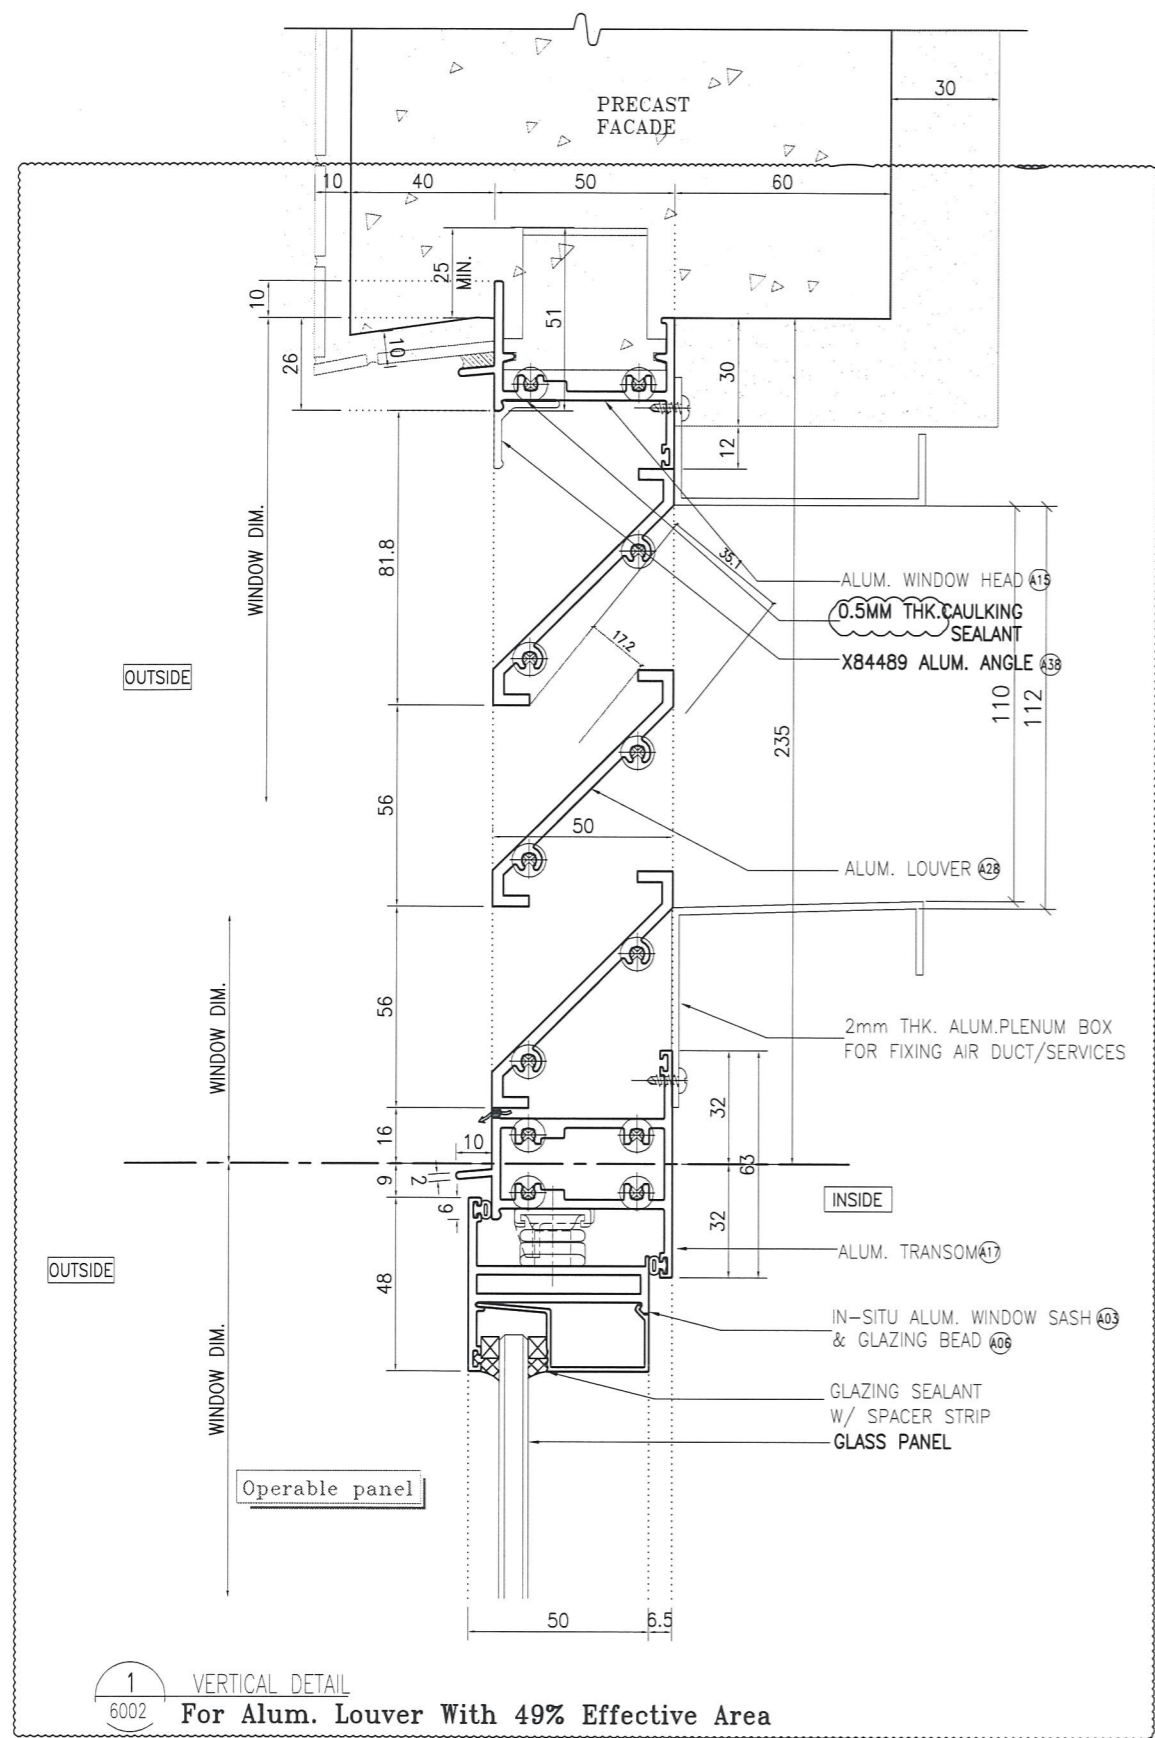 PRECAST
FACADE
30
10
40
50
60
25
MIN.
10
51
26
10
30
12
WINDOW DIM.
81.8
35.1
ALUM. WINDOW HEAD A15
0.5MM THK.CAULKING
SEALANT
17.2
X84489 ALUM. ANGLE A38
OUTSIDE
110
112
235
56
50
ALUM. LOUVER A28
WINDOW DIM.
56
2mm THK. ALUM.PLENUM BOX
FOR FIXING AIR DUCT/SERVICES
32
16
10
63
9
2
6
INSIDE
32
OUTSIDE
ALUM. TRANSOM A17
48
IN-SITU ALUM. WINDOW SASH A03
& GLAZING BEAD A06
WINDOW DIM.
GLAZING SEALANT
W/ SPACER STRIP
GLASS PANEL
Operable panel
50
6.5
1
6002
VERTICAL DETAIL
For Alum. Louver With 49% Effective Area